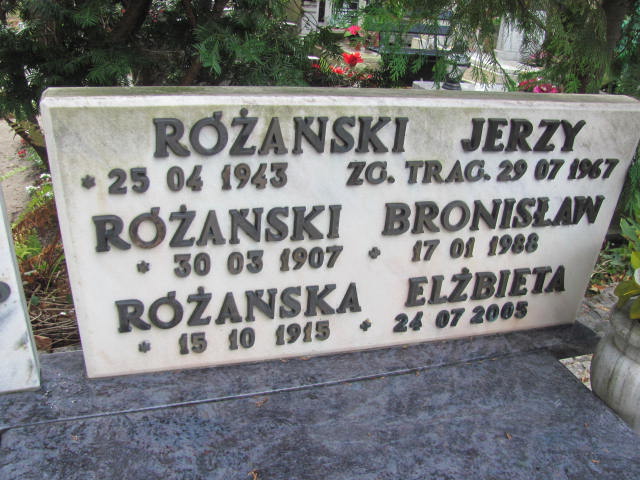 RÓŻAŃSKI JERZY
* 25 04 1943 ZG. TRAG. 29 07 1967
RÓŻAŃSKI BRONISŁAW
* 30 03 1907 + 17 01 1988
RÓŻAŃSKA ELŻBIETA
* 15 10 1915 + 24 07 2005